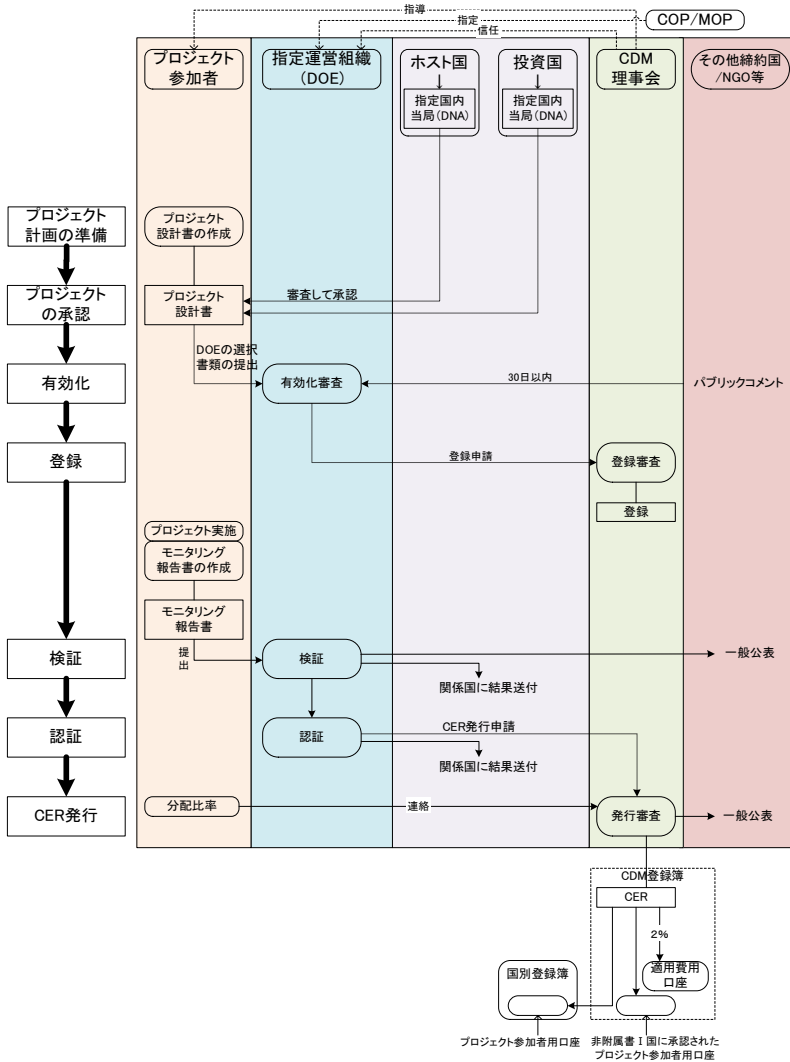 指導
指定
COP/MOP
信任
プロジェクト
参加者
指定運営組織
(DOE)
ホスト国
投資国
CDM
理事会
その他締約国
/NGO等
指定国内
当局(DNA)
指定国内
当局(DNA)
プロジェクト
計画の準備
プロジェクト
設計書の作成
プロジェクト
の承認
プロジェクト
設計書
審査して承認
DOEの選択
書類の提出
有効化
有効化審査
30日以内
パブリックコメント
登録
登録申請
登録審査
登録
プロジェクト実施
モニタリング
報告書の作成
モニタリング
報告書
提
出
検証
検証
一般公表
関係国に結果送付
認証
認証
CER発行申請
関係国に結果送付
CER発行
分配比率
連絡
発行審査
一般公表
CDM登録簿
CER
2%
国別登録簿
適用費用
口座
プロジェクト参加者用口座
非附属書Ⅰ国に承認された
プロジェクト参加者用口座